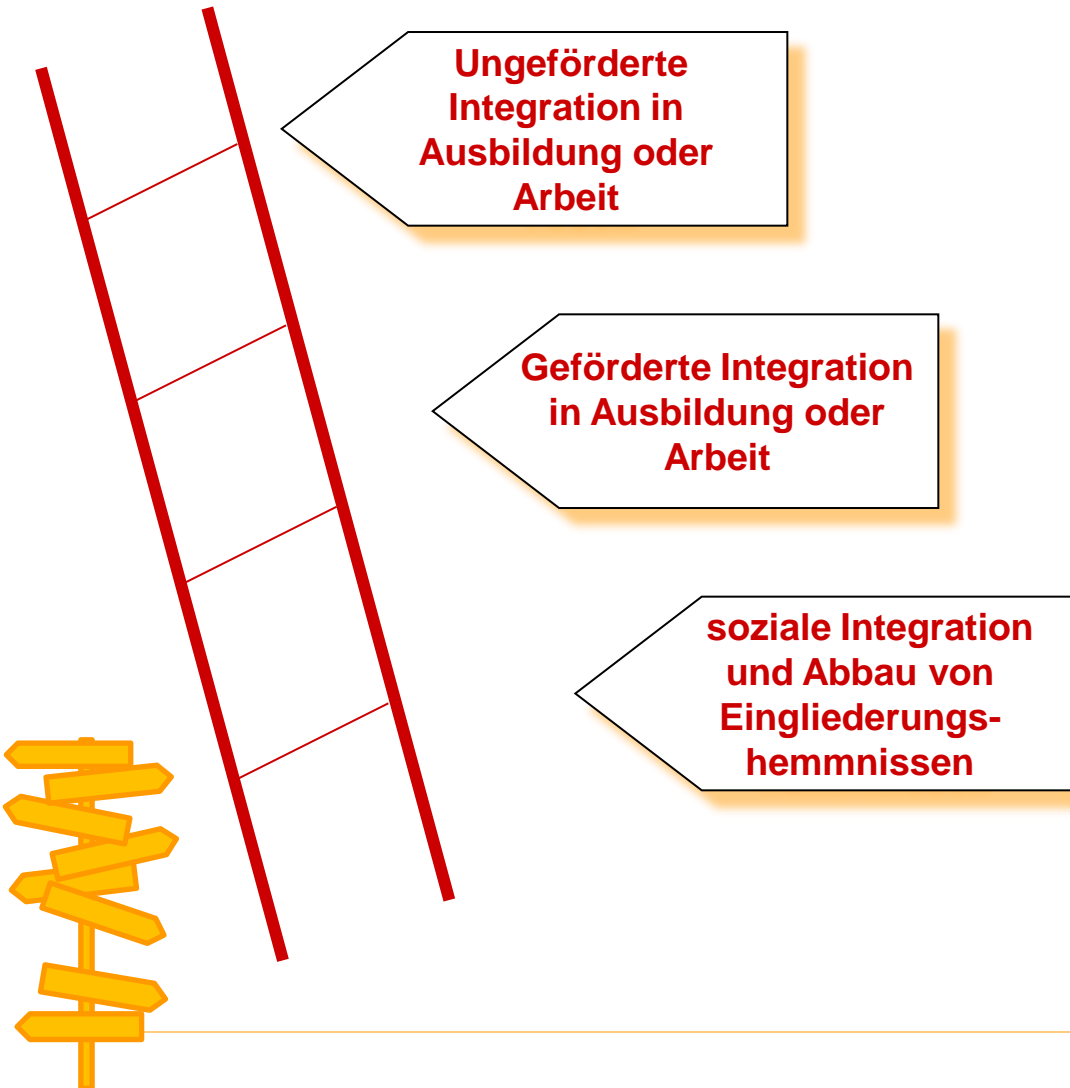 Ungeförderte
Integration in
Ausbildung oder
Arbeit
Geförderte Integration
in Ausbildung oder
Arbeit
soziale Integration
und Abbau von
Eingliederungs-
hemmnissen